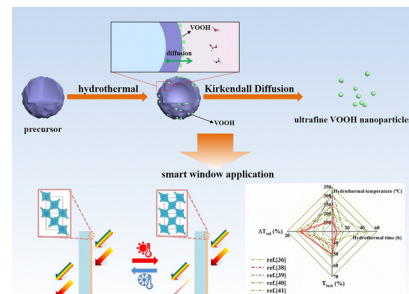 VOOH
diffusion
hydrothermal
Kirkendall Diffusion
precursor
VOOH
ultrafine VOOH nanoparticles
smart window application
Hydrothermal temperature (°C)
ΔTsol (%)
Hydrothermal time (h)
Tlum (%)
ref.[36]
ref.[38]
ref.[39]
ref.[40]
ref.[41]